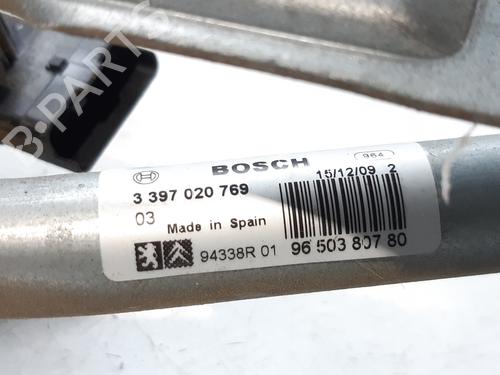 BOSCH
964
15/12/09 2
3 397 020 769
03
Made in Spain
94338R 01
96 503 807 80
B-PARTS